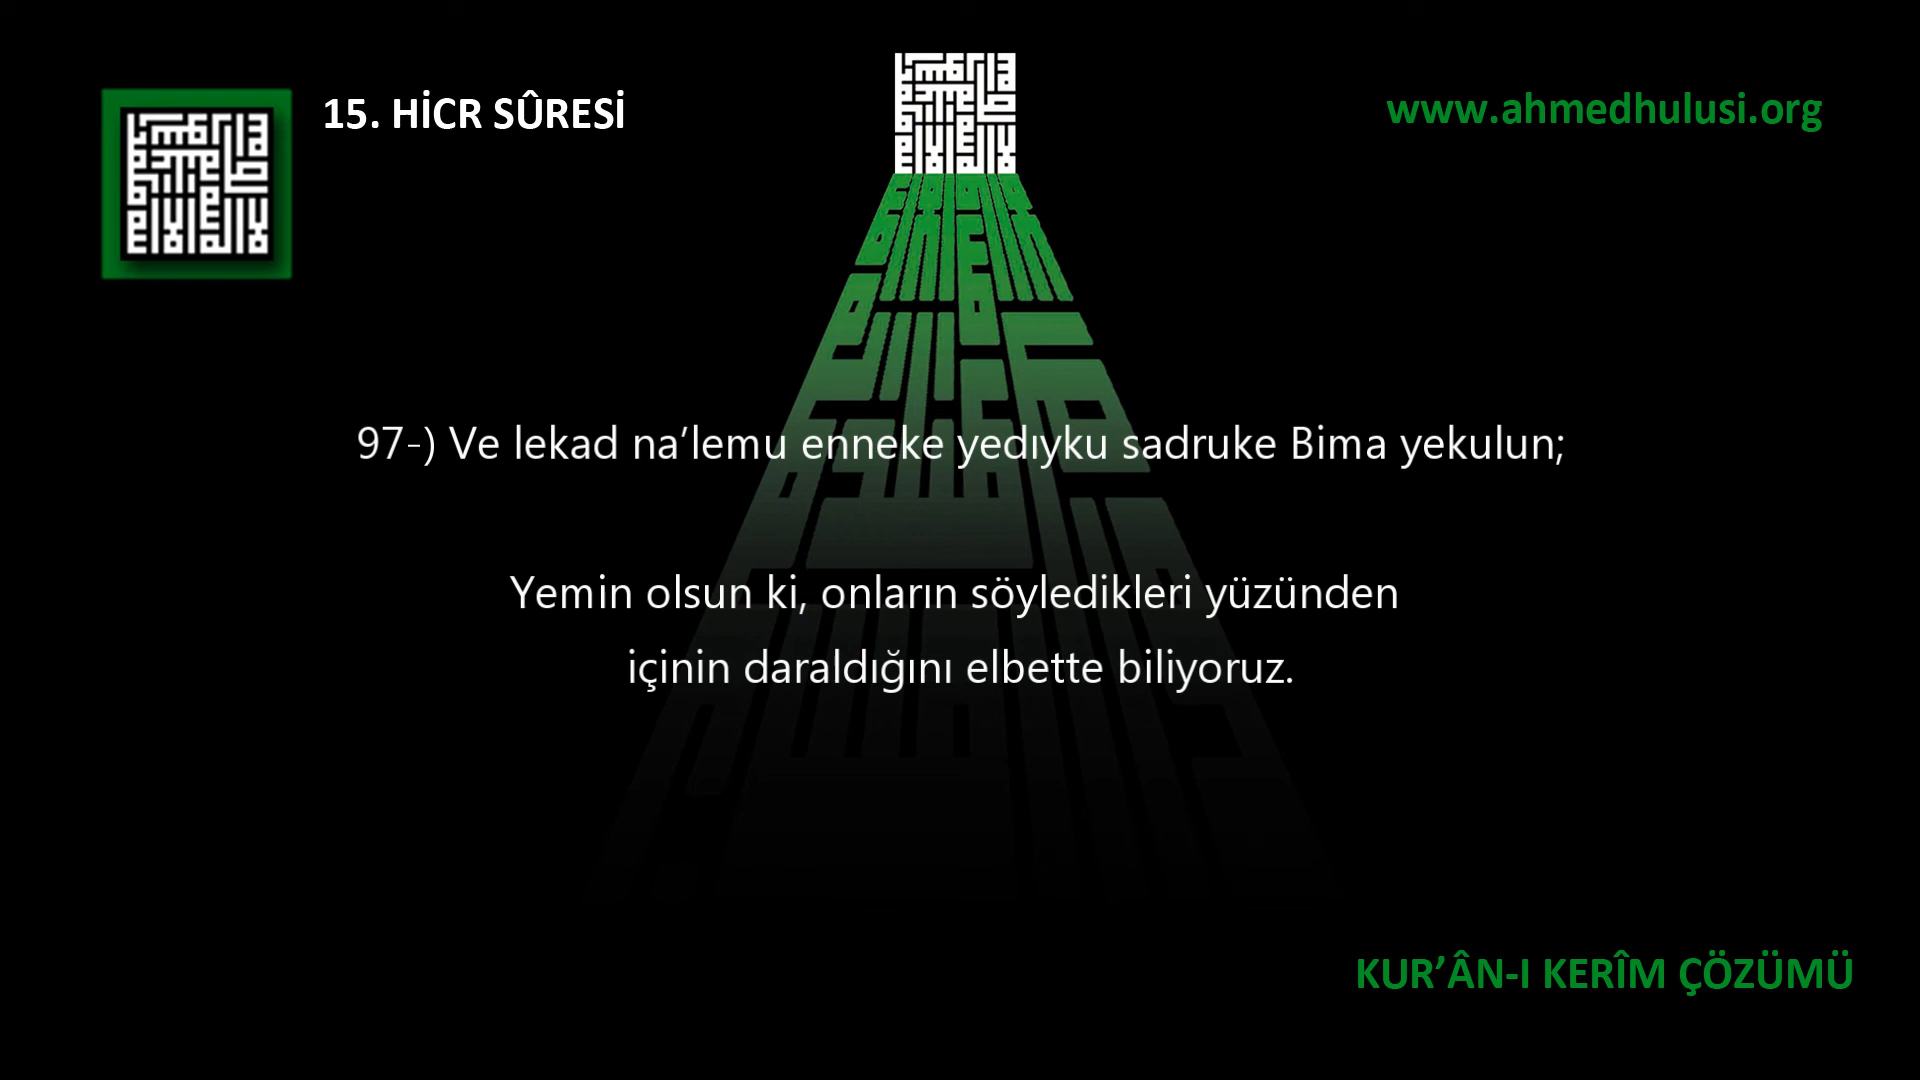 15. HİCR SÛRESİ
www.ahmedhulusi.org
97-) Ve lekad na’lemu enneke yedıyku sadruke Bima yekulun;
Yemin olsun ki, onların söyledikleri yüzünden
içinin daraldığını elbette biliyoruz.
KUR’ÂN-I KERÎM ÇÖZÜMÜ